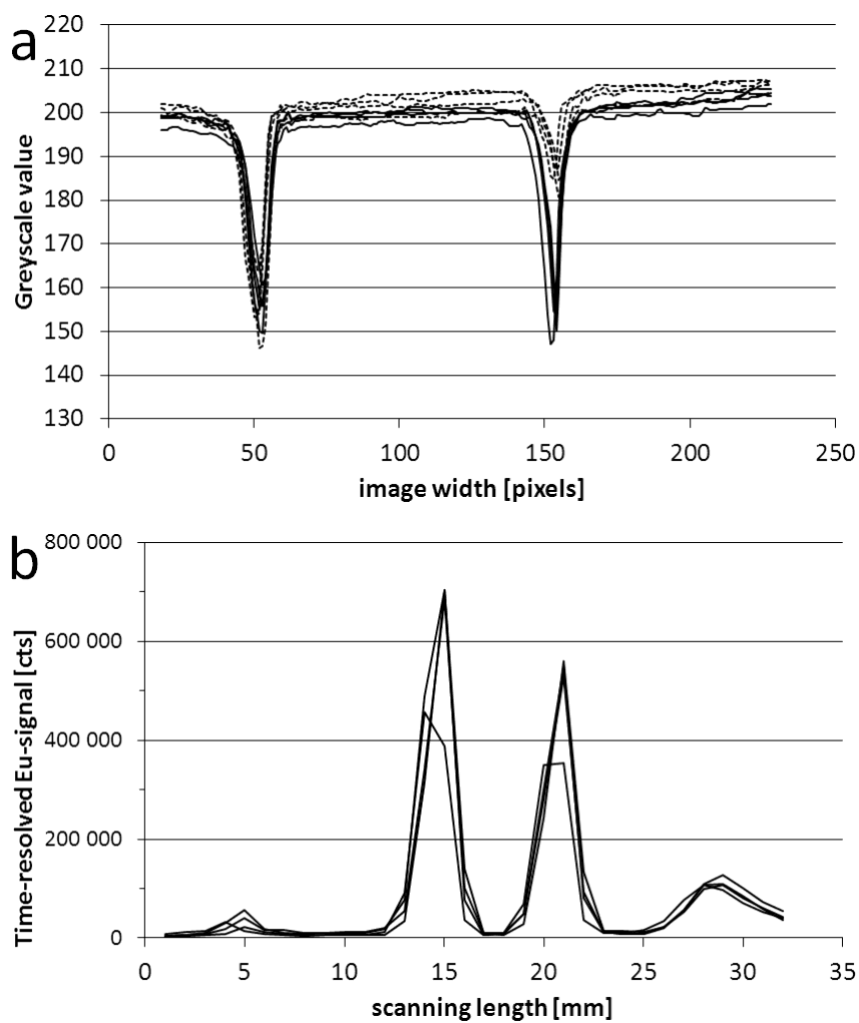 a
220
210
200
190
180
170
160
150
140
130
0 50 100 150 200 250
Greyscale value
image width [pixels]
b
800 000
600 000
400 000
200 000
0
0 5 10 15 20 25 30 35
Time-resolved Eu-signal [cts]
scanning length [mm]